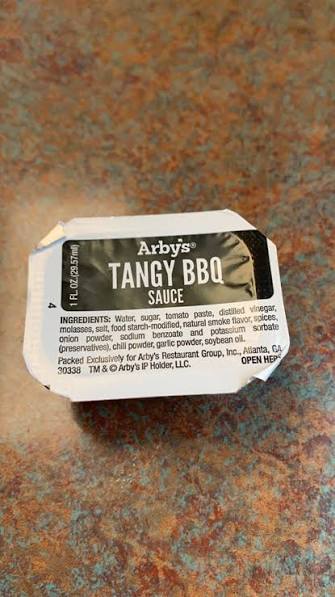 Arby's®
TANGY BBQ
SAUCE
1 FL OZ (29.57ml)
4
INGREDIENTS: Water, sugar, tomato paste, distilled vinegar,
molasses, salt, food starch-modified, natural smoke flavor, spices,
onion powder, sodium benzoate and potassium sorbate
(preservatives), chili powder, garlic powder, soybean oil.
Packed Exclusively for Arby's Restaurant Group, Inc., Atlanta, GA
30338 TM & © Arby's IP Holder, LLC.
OPEN HERE